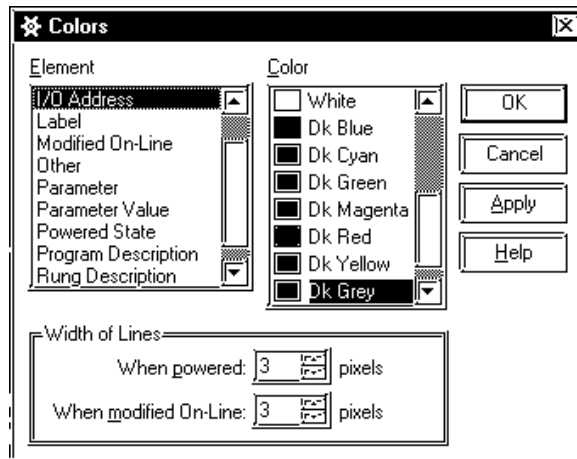 Colors
Element
I/O Address
Label
Modified On-Line
Other
Parameter
Parameter Value
Powered State
Program Description
Rung Description
Color
White
Dk Blue
Dk Cyan
Dk Green
Dk Magenta
Dk Red
Dk Yellow
Dk Grey
OK
Cancel
Apply
Help
Width of Lines
When powered: 3 pixels
When modified On-Line: 3 pixels